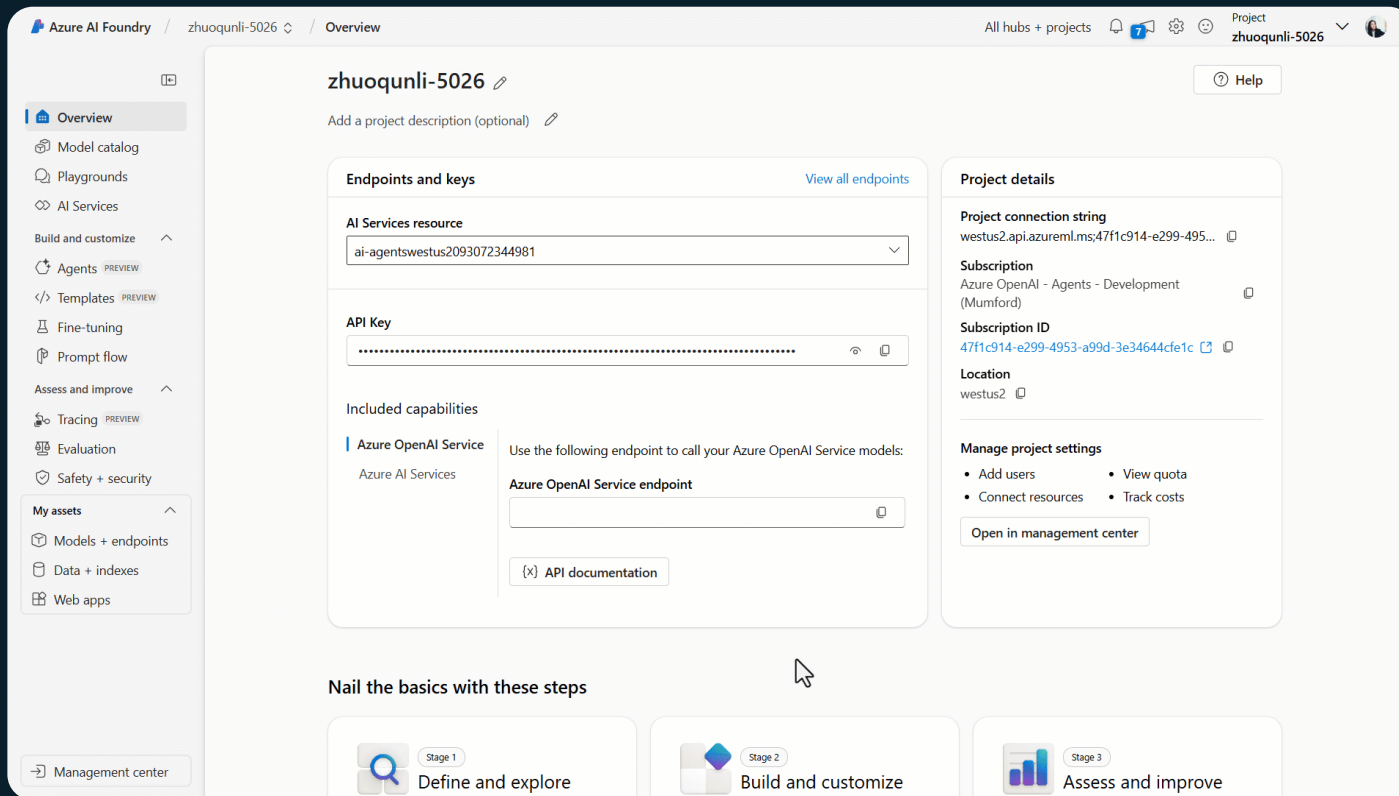 Azure AI Foundry / zhuoqunli-5026 / Overview
All hubs + projects
7
Project
zhuoqunli-5026
Overview
Model catalog
Playgrounds
AI Services
Build and customize
Agents PREVIEW
Templates PREVIEW
Fine-tuning
Prompt flow
Assess and improve
Tracing PREVIEW
Evaluation
Safety + security
My assets
Models + endpoints
Data + indexes
Web apps
Management center
zhuoqunli-5026
Help
Add a project description (optional)
Endpoints and keys
View all endpoints
AI Services resource
ai-agentswestus2093072344981
API Key
••••••••••••••••••••••••••••••••••••••••••••••••••••••••••••••••••••••••••••••••••••
Included capabilities
Azure OpenAI Service
Azure AI Services
Use the following endpoint to call your Azure OpenAI Service models:
Azure OpenAI Service endpoint
{x} API documentation
Project details
Project connection string
westus2.api.azureml.ms;47f1c914-e299-495...
Subscription
Azure OpenAI - Agents - Development
(Mumford)
Subscription ID
47f1c914-e299-4953-a99d-3e34644cfe1c
Location
westus2
Manage project settings
• Add users
• View quota
• Connect resources
• Track costs
Open in management center
Nail the basics with these steps
Stage 1
Define and explore
Stage 2
Build and customize
Stage 3
Assess and improve